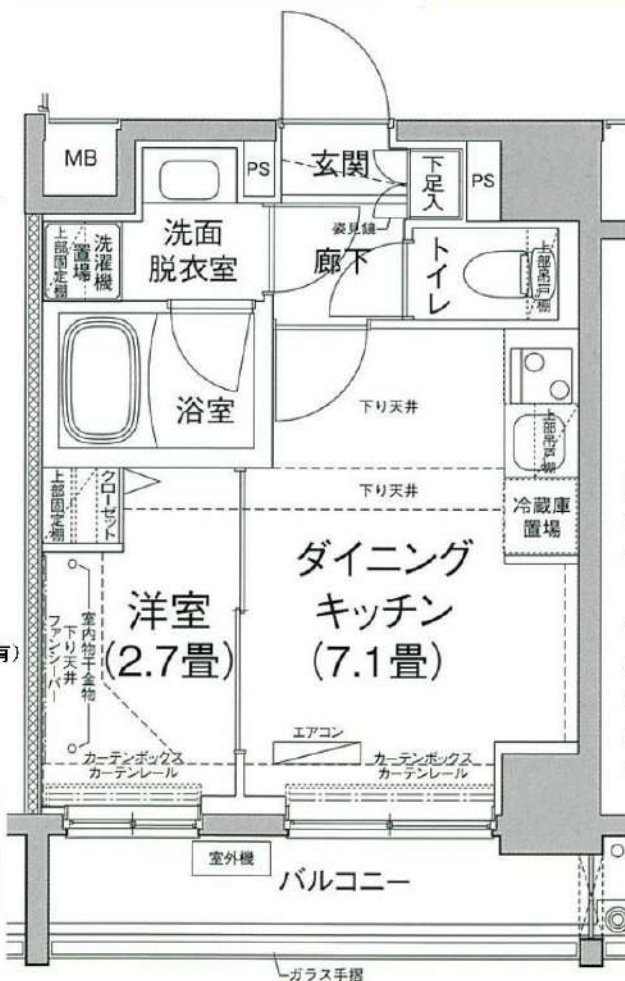 MB
PS
玄関
下足入
PS
姿見鏡
洗面
脱衣室
洗濯機
置場
上部固定棚
廊下
トイレ
上部吊戸棚
浴室
下り天井
上部吊戸棚
下り天井
冷蔵庫
置場
クローゼット
上部固定棚
ダイニング
キッチン
(7.1畳)
洋室
(2.7畳)
室内物干金物
下り天井
ファンシーバー
有)
エアコン
カーテンボックス
カーテンレール
カーテンボックス
カーテンレール
室外機
バルコニー
ガラス手摺